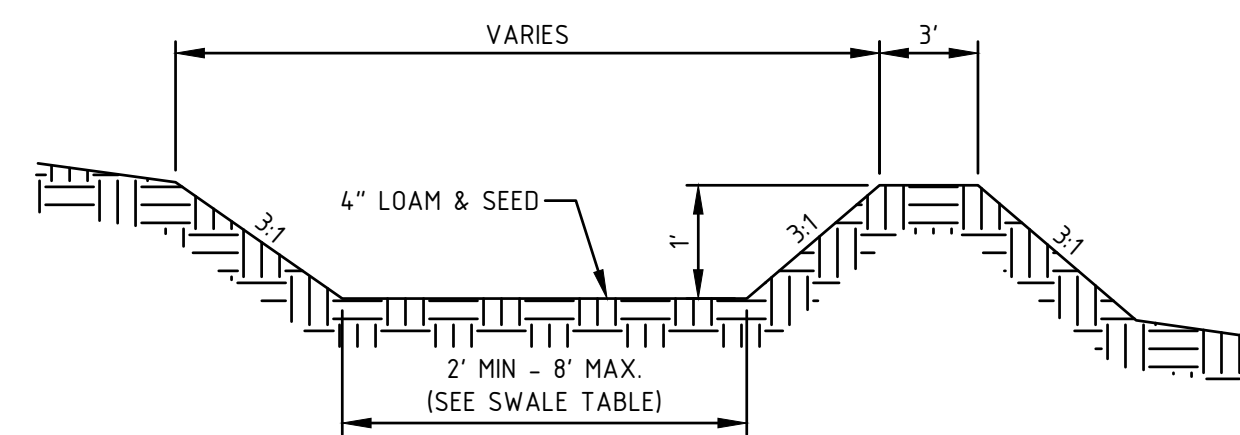 VARIES
3'
4" LOAM & SEED
3:1
1'
3:1
3:1
2' MIN - 8' MAX.
(SEE SWALE TABLE)